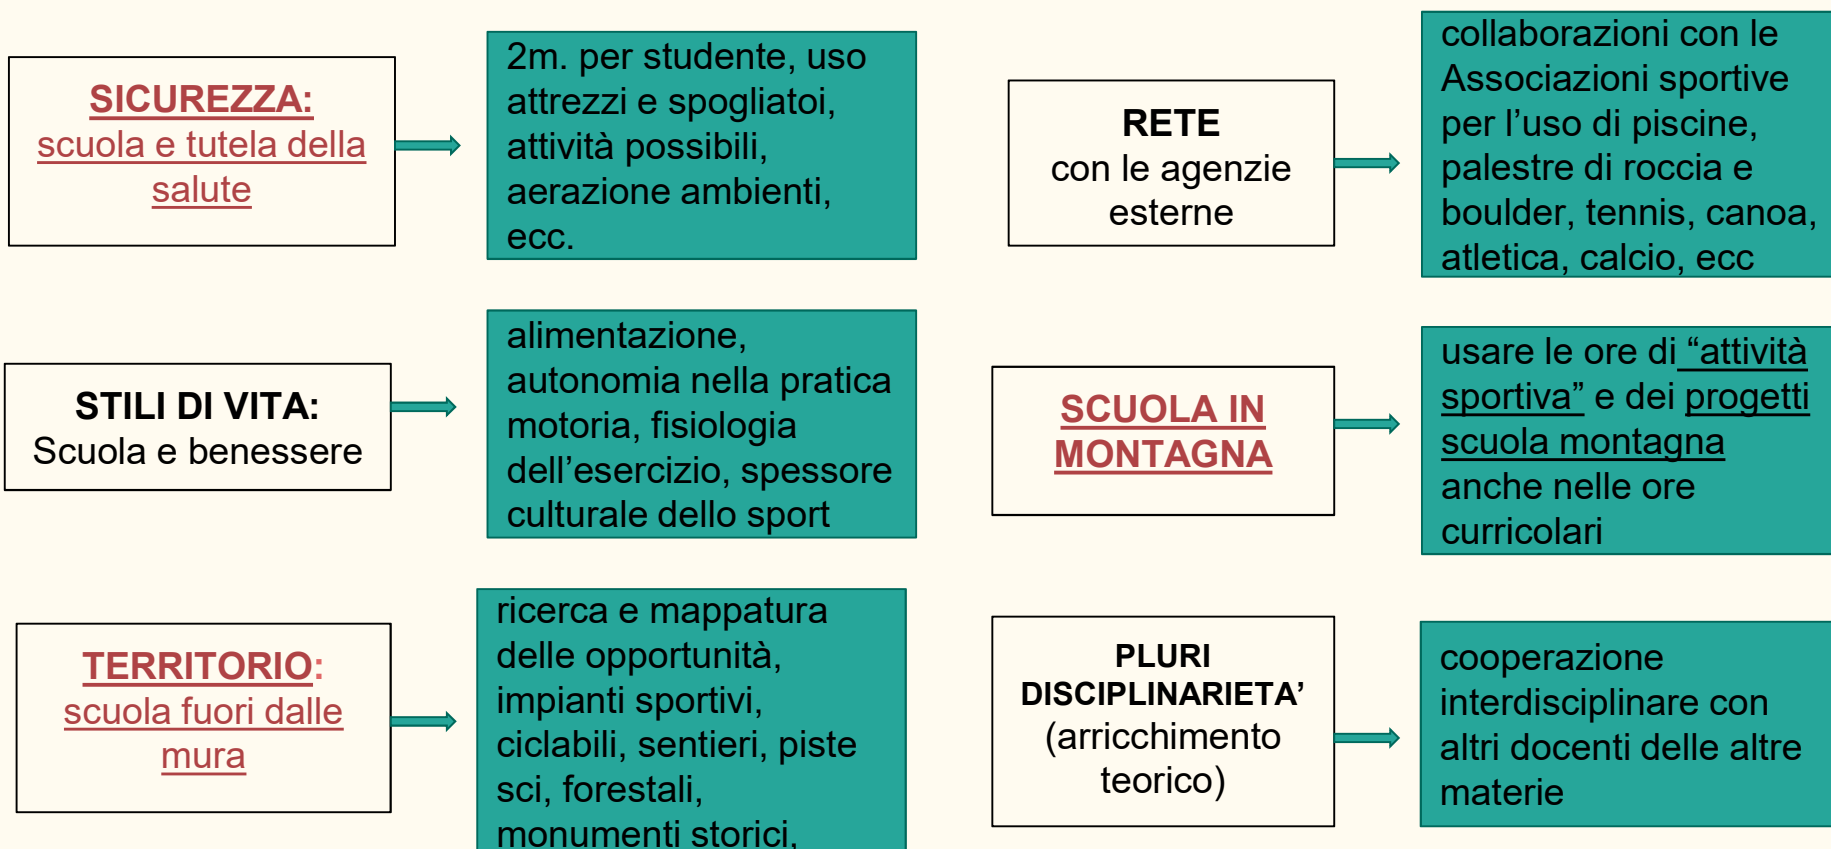 SICUREZZA:
scuola e tutela della
salute
2m. per studente, uso
attrezzi e spogliatoi,
attività possibili,
aerazione ambienti,
ecc.
STILI DI VITA:
Scuola e benessere
alimentazione,
autonomia nella pratica
motoria, fisiologia
dell’esercizio, spessore
culturale dello sport
TERRITORIO:
scuola fuori dalle
mura
ricerca e mappatura
delle opportunità,
impianti sportivi,
ciclabili, sentieri, piste
sci, forestali,
monumenti storici,
RETE
con le agenzie
esterne
collaborazioni con le
Associazioni sportive
per l’uso di piscine,
palestre di roccia e
boulder, tennis, canoa,
atletica, calcio, ecc
SCUOLA IN
MONTAGNA
usare le ore di “attività
sportiva” e dei progetti
scuola montagna
anche nelle ore
curricolari
PLURI
DISCIPLINARIETA’
(arricchimento
teorico)
cooperazione
interdisciplinare con
altri docenti delle altre
materie